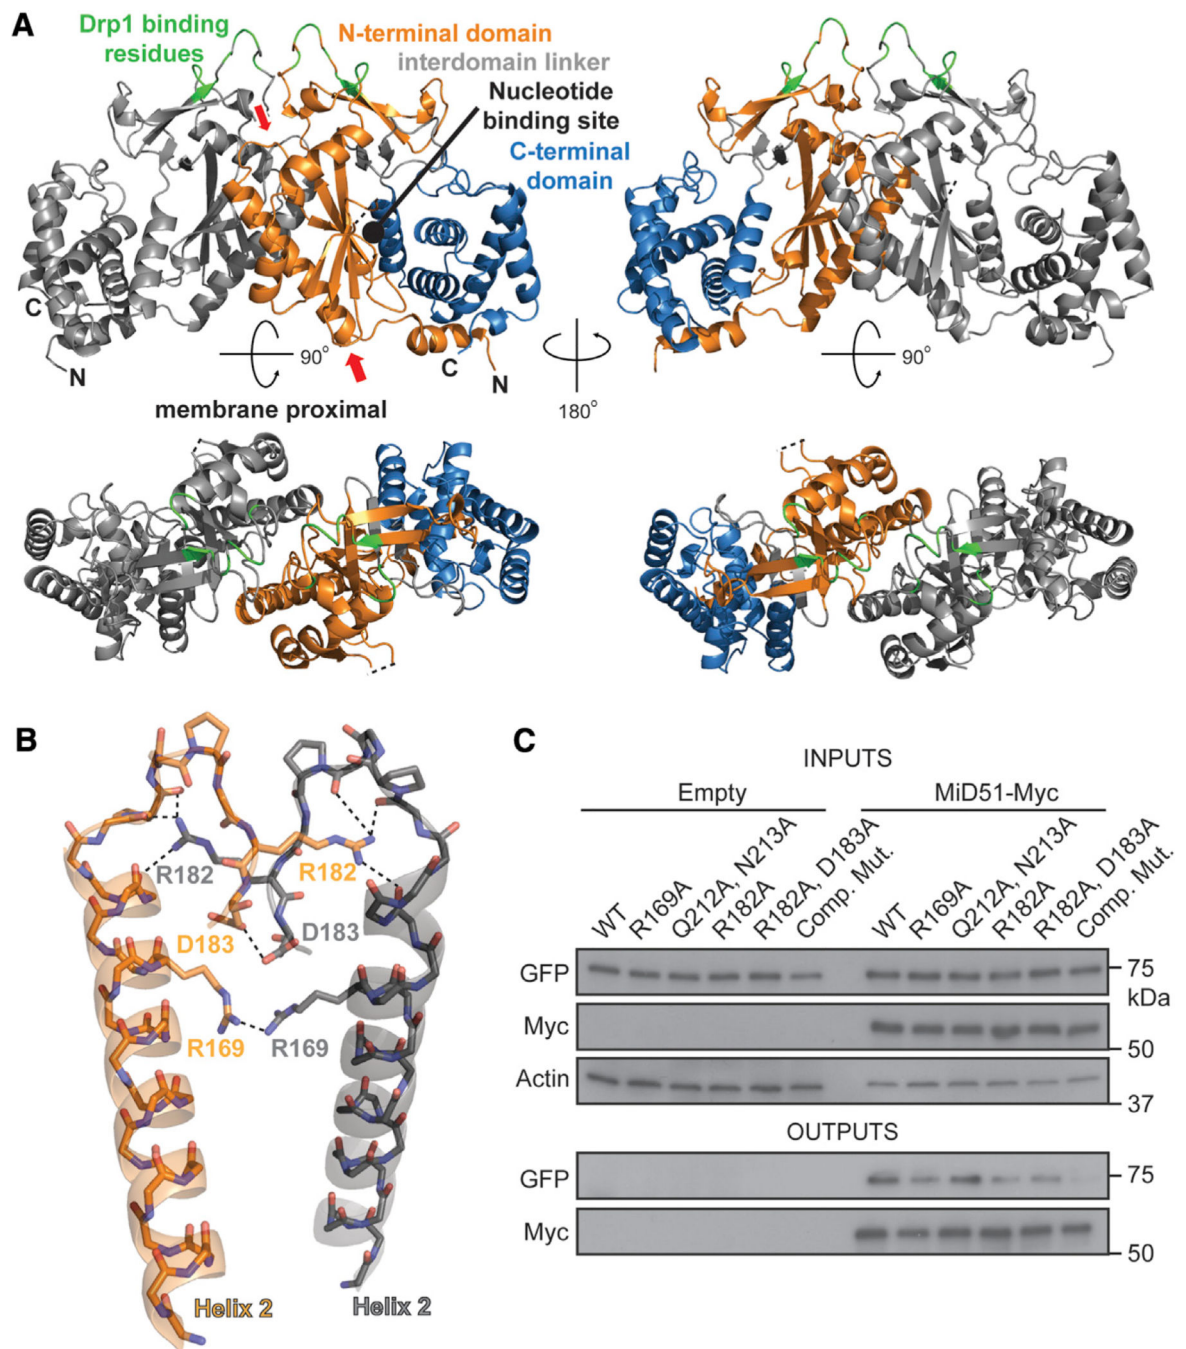 A
Drp1 binding
residues
N-terminal domain
interdomain linker
Nucleotide
binding site
C-terminal
domain
C
N
90°
C
N
180°
90°
membrane proximal
B
R182
R182
D183
D183
R169
R169
Helix 2
Helix 2
C
INPUTS
Empty
MiD51-Myc
WT
R169A
Q212A, N213A
R182A
R182A, D183A
Comp. Mut.
WT
R169A
Q212A, N213A
R182A
R182A, D183A
Comp. Mut.
GFP
75
kDa
Myc
50
Actin
37
OUTPUTS
GFP
75
Myc
50